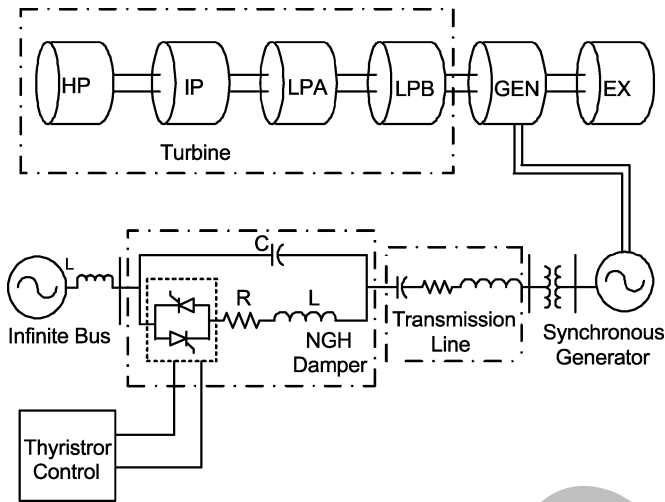 HP IP LPA LPB GEN EX
Turbine
C
L
R L
Infinite Bus
NGH
Damper
Transmission
Line
Synchronous
Generator
Thyristror
Control